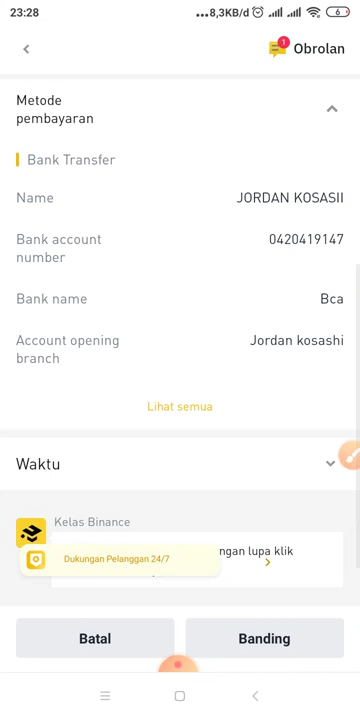 23:28
...8,3KB/d
6
1
Obrolan
Metode
pembayaran
Bank Transfer
Name
JORDAN KOSASII
Bank account
number
0420419147
Bank name
Bca
Account opening
branch
Jordan kosashi
Lihat semua
Waktu
Kelas Binance
ngan lupa klik
Dukungan Pelanggan 24/7
Batal
Banding